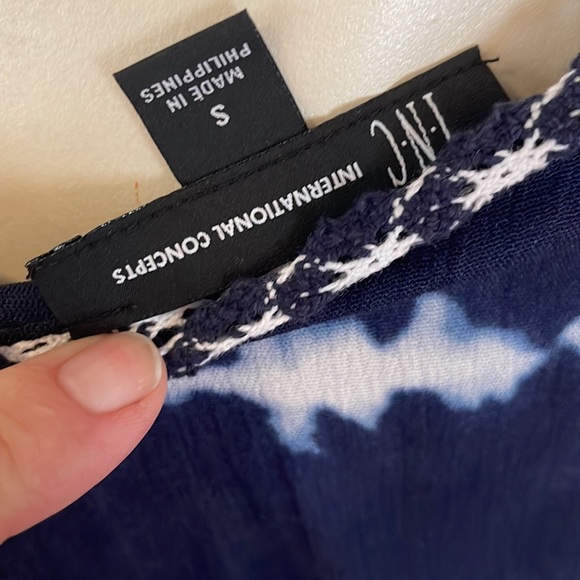 I·N·C
INTERNATIONAL CONCEPTS
S
MADE IN
PHILIPPINES